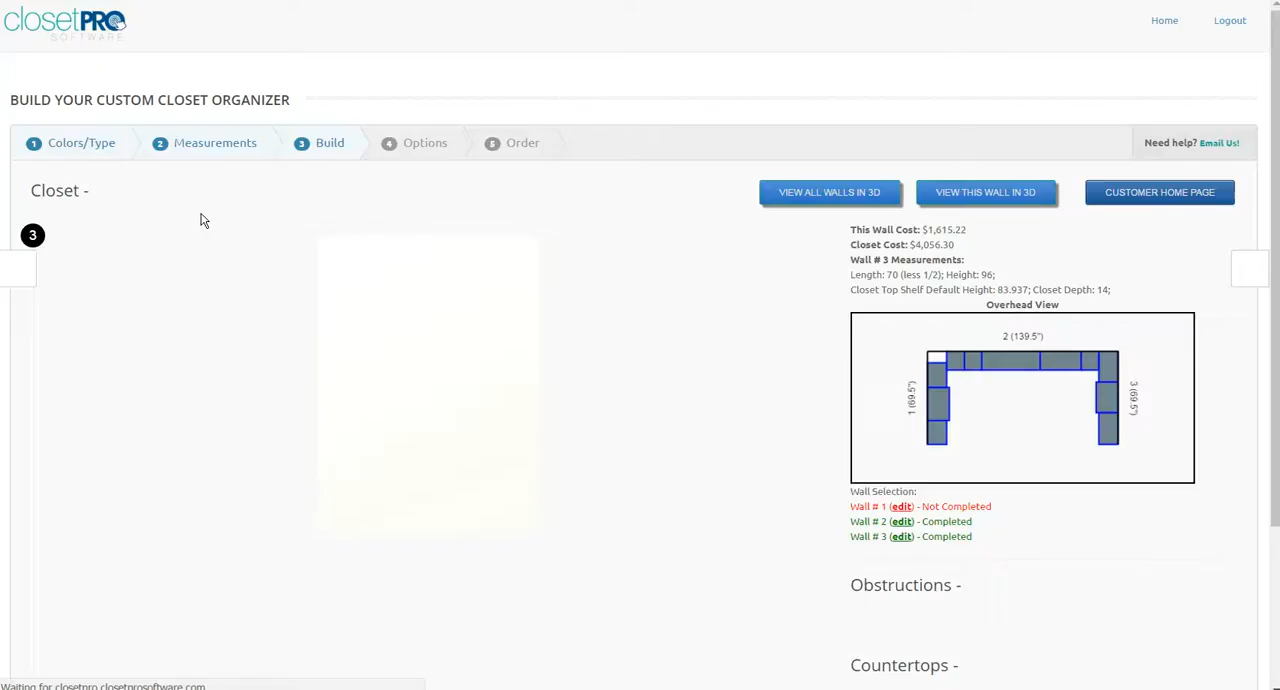 closetPRO
SOFTWARE
Home
Logout
BUILD YOUR CUSTOM CLOSET ORGANIZER
1 Colors/Type
2 Measurements
3 Build
4 Options
5 Order
Need help? Email Us!
Closet -
VIEW ALL WALLS IN 3D
VIEW THIS WALL IN 3D
CUSTOMER HOME PAGE
3
This Wall Cost: $1,615.22
Closet Cost: $4,056.30
Wall # 3 Measurements:
Length: 70 (less 1/2); Height: 96;
Closet Top Shelf Default Height: 83.937; Closet Depth: 14;
Overhead View
2 (139.5")
1 (69.5")
3 (69.5")
Wall Selection:
Wall # 1 (edit) - Not Completed
Wall # 2 (edit) - Completed
Wall # 3 (edit) - Completed
Obstructions -
Countertops -
Waiting for closetpro.closetprosoftware.com